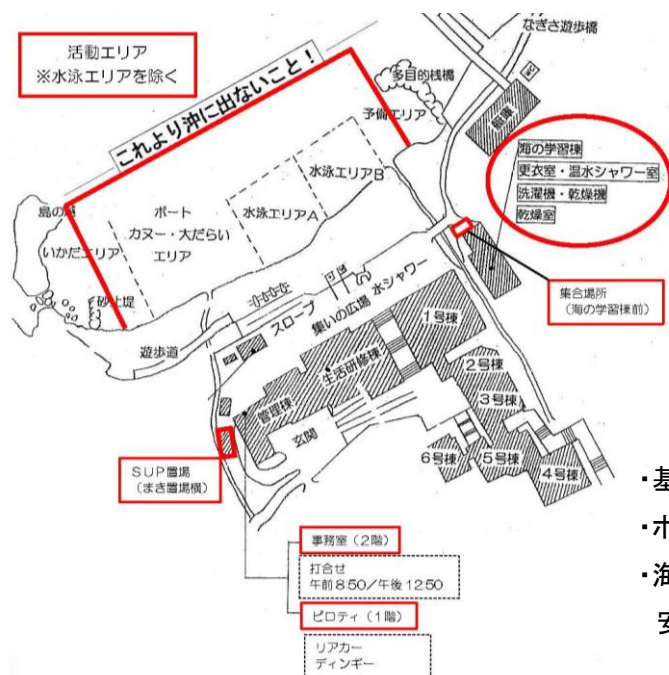 なぎさ遊歩橋
活動エリア
※水泳エリアを除く
これより沖に出ないこと！
多目的桟橋
WC
予備エリア
艇庫
海の学習棟
更衣室・温水シャワー室
洗濯機・乾燥機
乾燥室
水泳エリアB
水泳エリアA
ボート
カヌー・大だらい
エリア
いかだエリア
砂止堤
集合場所
（海の学習棟前）
水シャワー
集いの広場
スロープ
遊歩道
1号棟
2号棟
3号棟
4号棟
5号棟
6号棟
生活研修棟
管理棟
玄関
SUP置場
（まき置場横）
事務室（2階）
打合せ
午前8:50／午後12:50
ピロティ（1階）
リアカー
ディンギー
・基
・ボ
・海
安